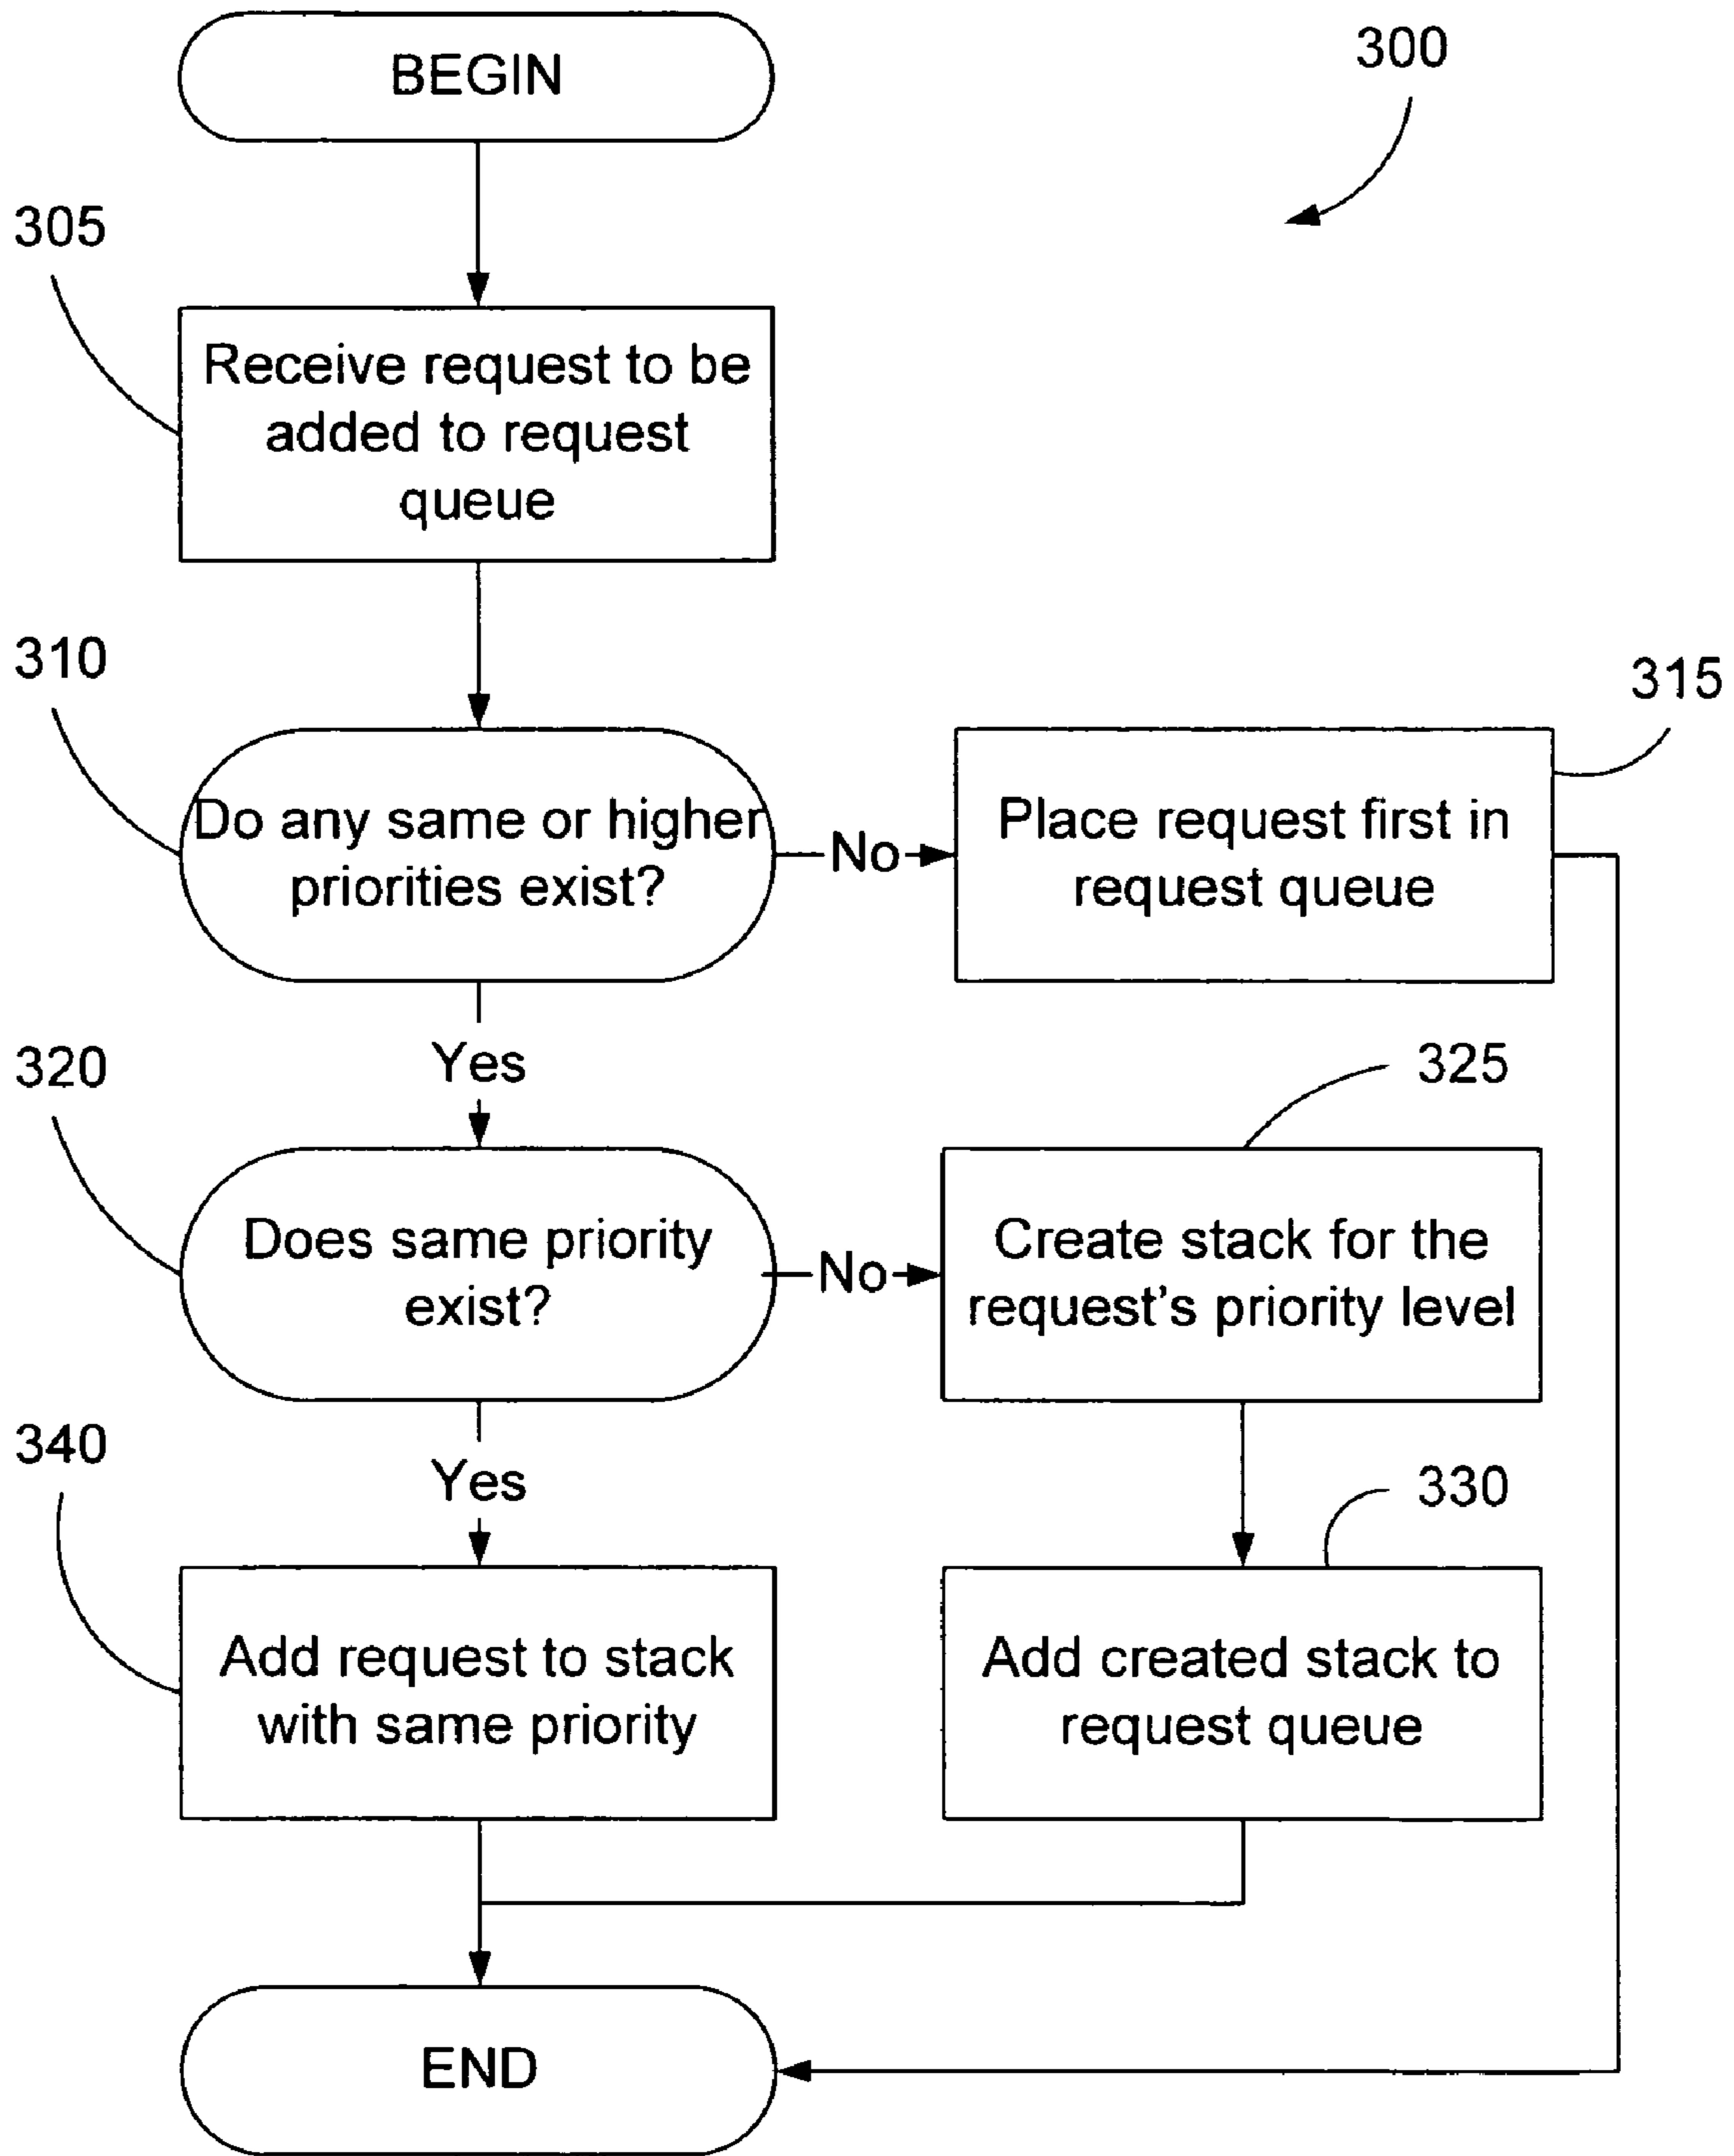 BEGIN
300
305
Receive request to be
added to request
queue
310
315
Do any same or higher
priorities exist?
No
Place request first in
request queue
Yes
320
325
Does same priority
exist?
No
Create stack for the
request's priority level
340
Yes
330
Add request to stack
with same priority
Add created stack to
request queue
END